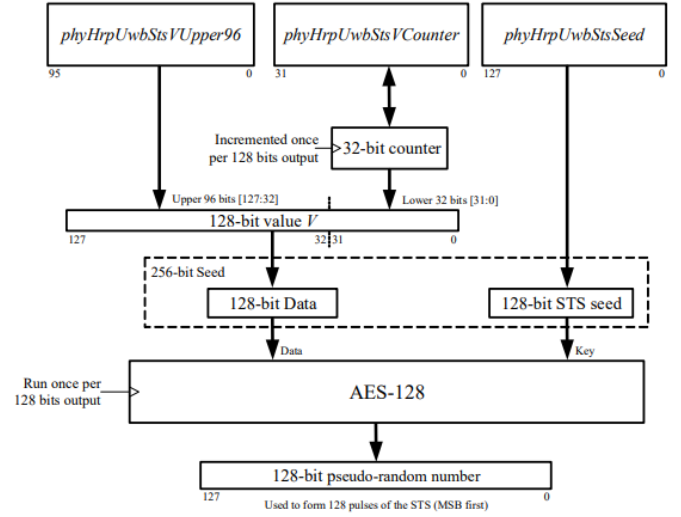 phyHrpUwbStsVUpper96 phyHrpUwbStsVCounter phyHrpUwbStsSeed
95 0 31 0 127 0
Incremented once
per 128 bits output
32-bit counter
Upper 96 bits [127:32] Lower 32 bits [31:0]
128-bit value V
127 32 31 0
256-bit Seed
128-bit Data 128-bit STS seed
Data Key
Run once per
128 bits output
AES-128
128-bit pseudo-random number
127 0
Used to form 128 pulses of the STS (MSB first)